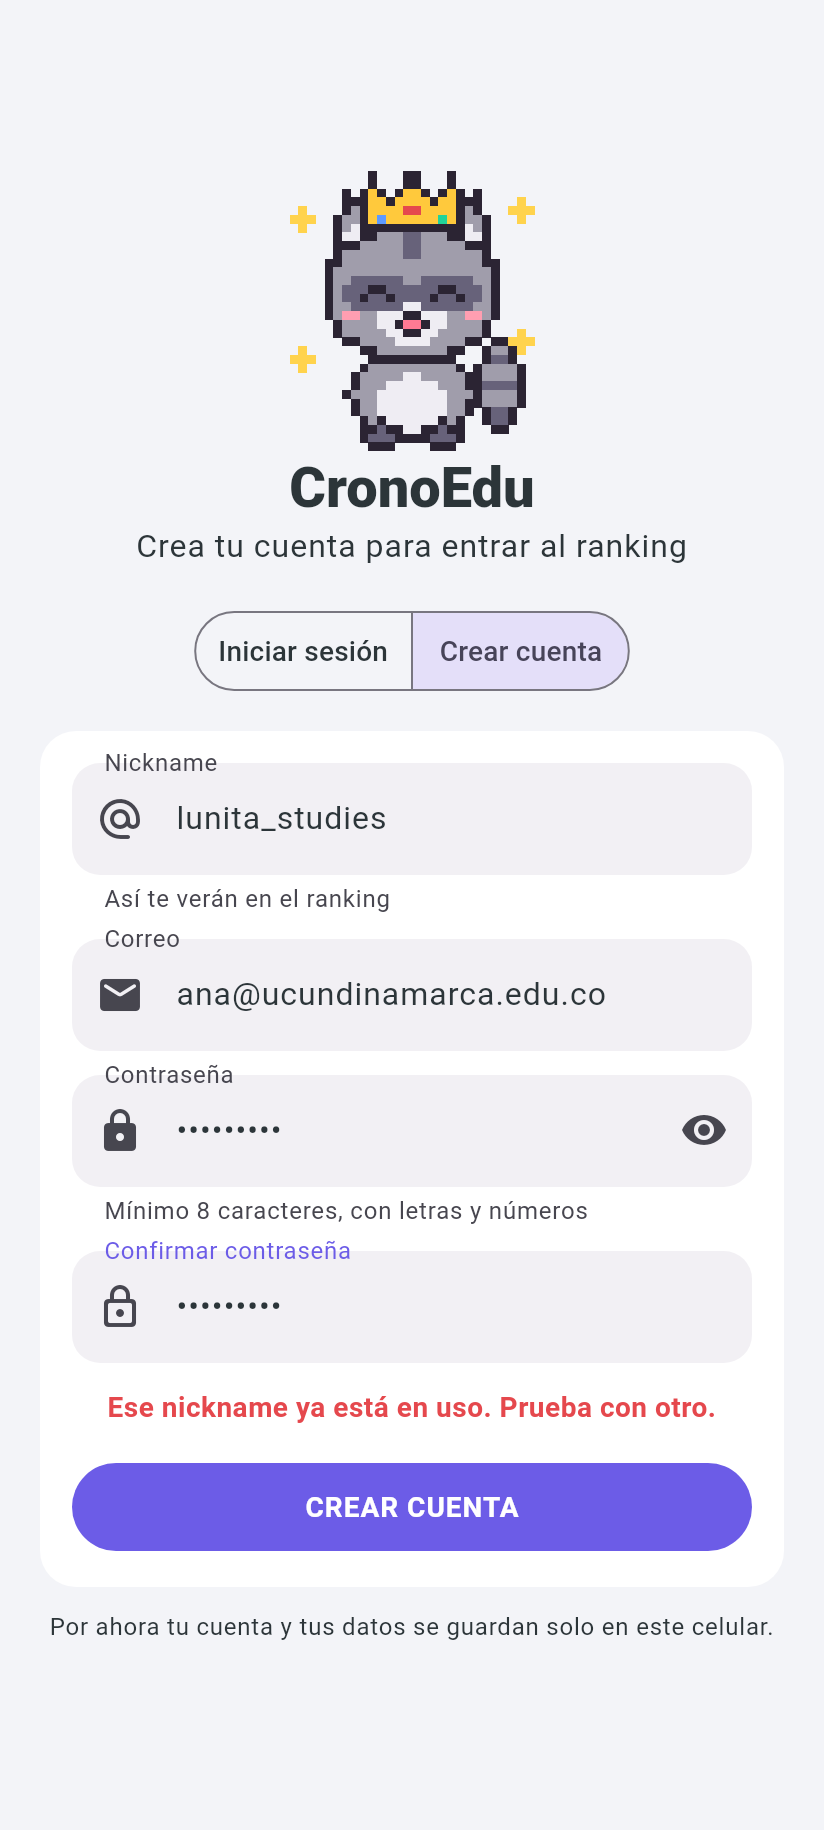 CronoEdu
Crea tu cuenta para entrar al ranking
Iniciar sesión
Crear cuenta
Nickname
lunita_studies
Así te verán en el ranking
Correo
ana@ucundinamarca.edu.co
Contraseña
•••••••••
Mínimo 8 caracteres, con letras y números
Confirmar contraseña
•••••••••
Ese nickname ya está en uso. Prueba con otro.
CREAR CUENTA
Por ahora tu cuenta y tus datos se guardan solo en este celular.